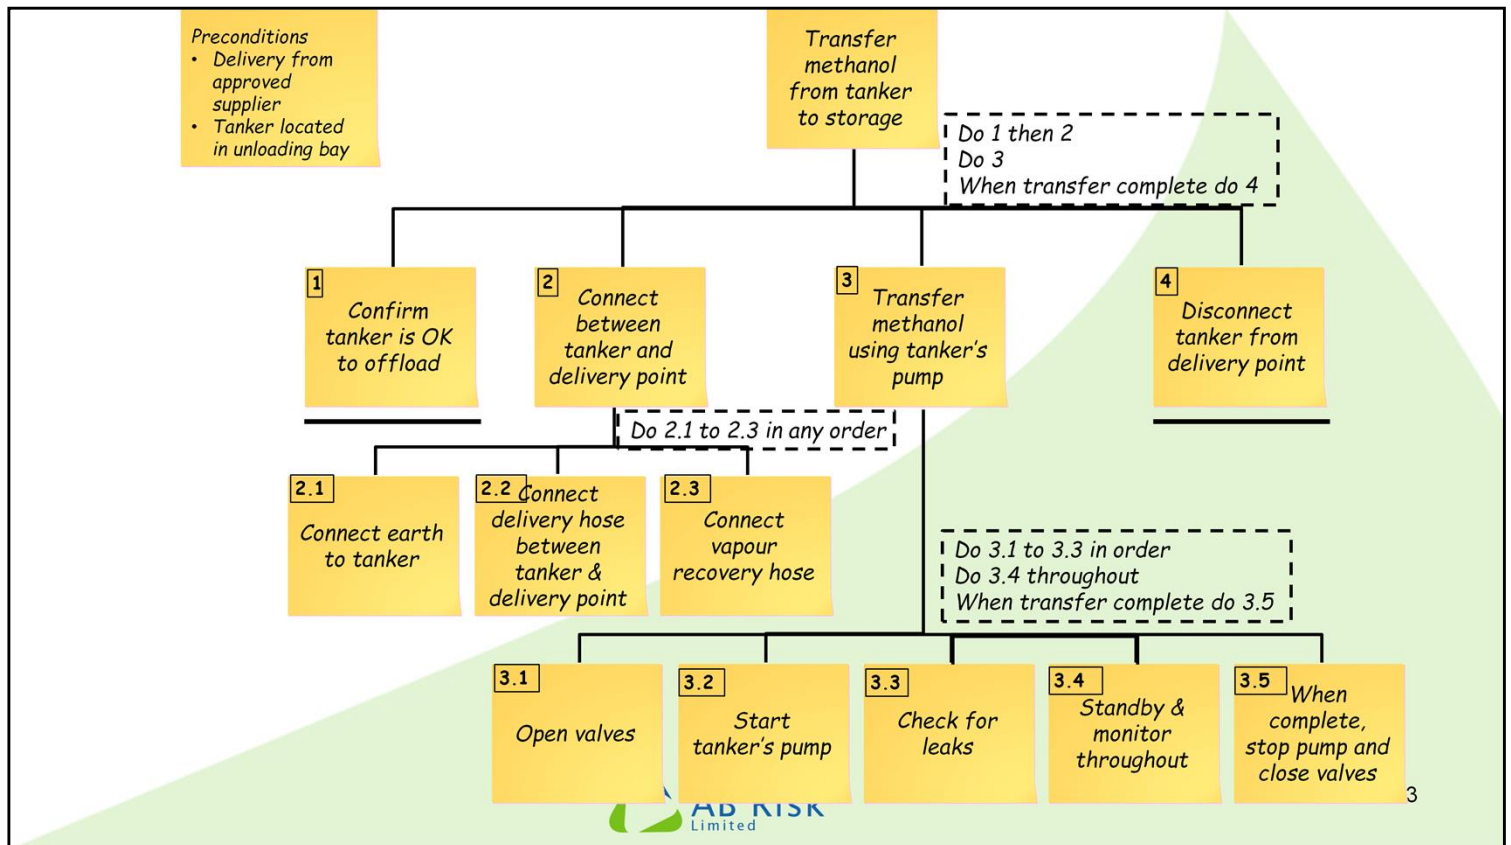 Preconditions
• Delivery from
approved
supplier
• Tanker located
in unloading bay
Transfer
methanol
from tanker
to storage
Do 1 then 2
Do 3
When transfer complete do 4
1
Confirm
tanker is OK
to offload
2
Connect
between
tanker and
delivery point
3
Transfer
methanol
using tanker's
pump
4
Disconnect
tanker from
delivery point
Do 2.1 to 2.3 in any order
2.1
Connect earth
to tanker
2.2
Connect
delivery hose
between
tanker &
delivery point
2.3
Connect
vapour
recovery hose
Do 3.1 to 3.3 in order
Do 3.4 throughout
When transfer complete do 3.5
3.1
Open valves
3.2
Start
tanker's pump
3.3
Check for
leaks
3.4
Standby &
monitor
throughout
3.5
When
complete,
stop pump and
close valves
AB RISK
Limited
3